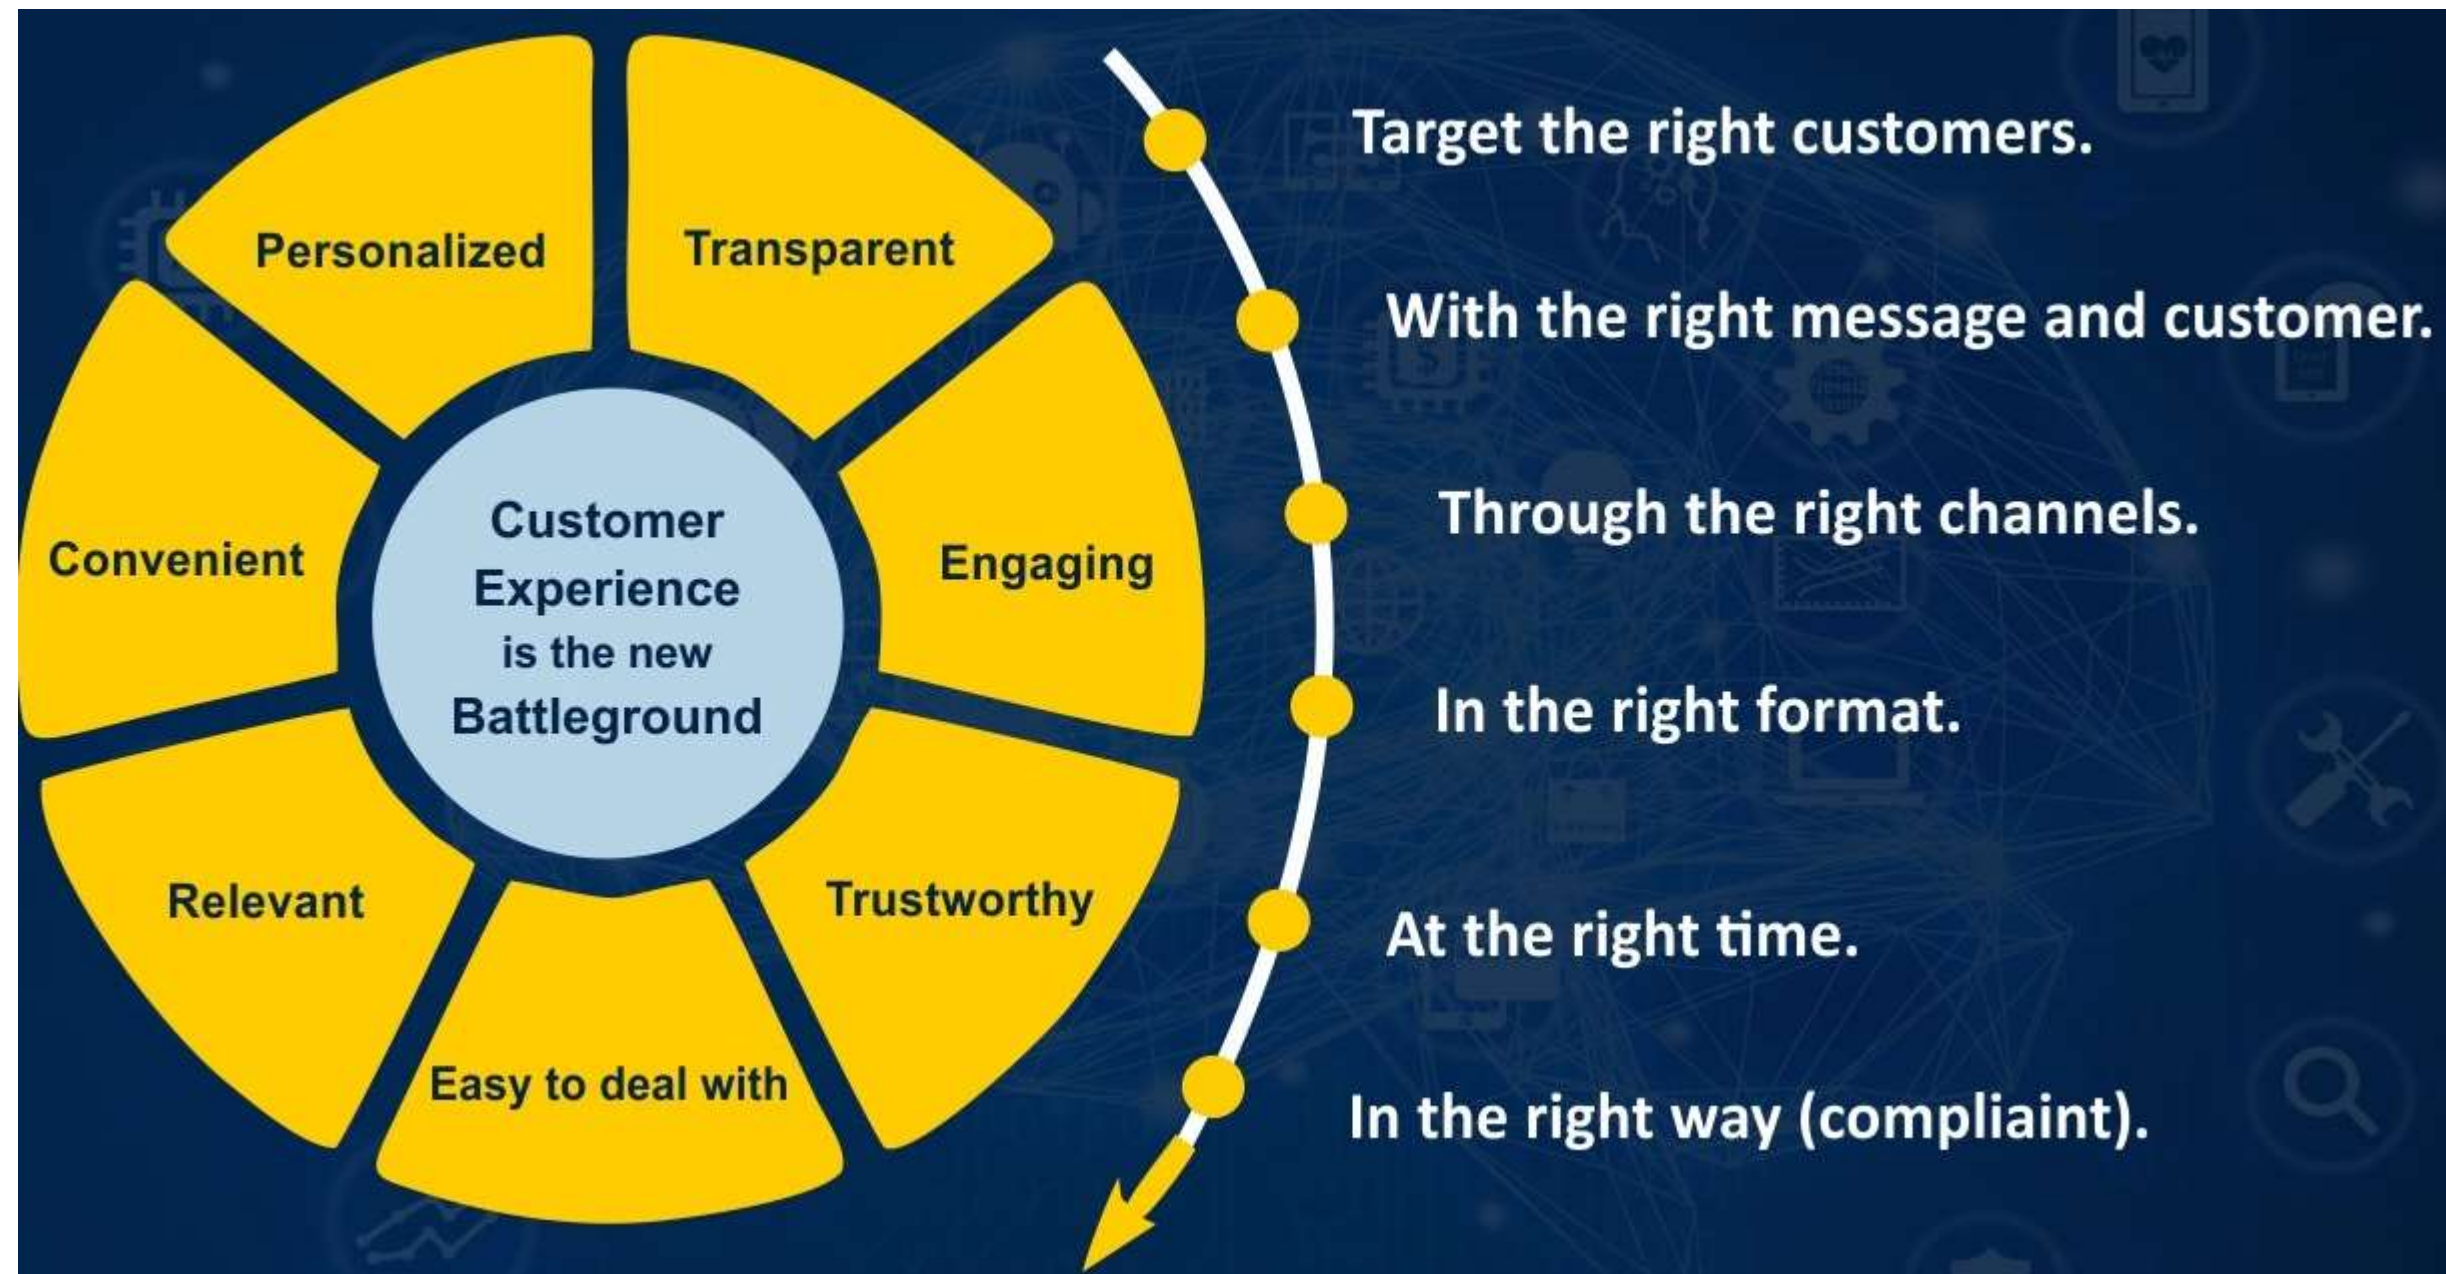 Personalized
Transparent
Engaging
Trustworthy
Easy to deal with
Relevant
Convenient
Customer
Experience
is the new
Battleground
Target the right customers.
With the right message and customer.
Through the right channels.
In the right format.
At the right time.
In the right way (compliaint).